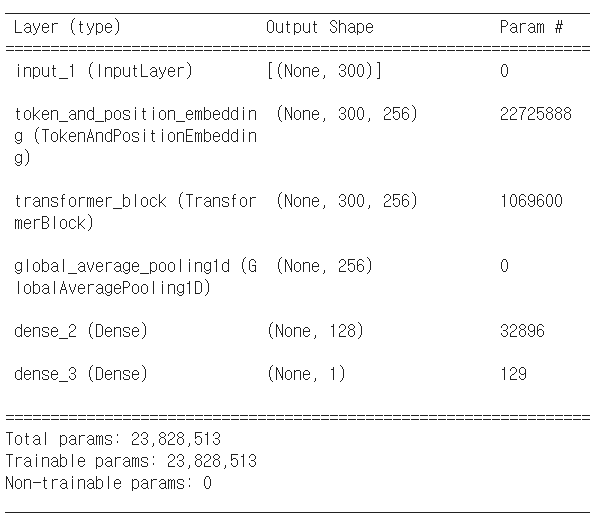 Layer (type) Output Shape Param #
=================================================================
input_1 (InputLayer) [(None, 300)] 0
token_and_position_embeddin (None, 300, 256) 22725888
g (TokenAndPositionEmbeddin
g)
transformer_block (Transfor (None, 300, 256) 1069600
merBlock)
global_average_pooling1d (G (None, 256) 0
lobalAveragePooling1D)
dense_2 (Dense) (None, 128) 32896
dense_3 (Dense) (None, 1) 129
=================================================================
Total params: 23,828,513
Trainable params: 23,828,513
Non-trainable params: 0